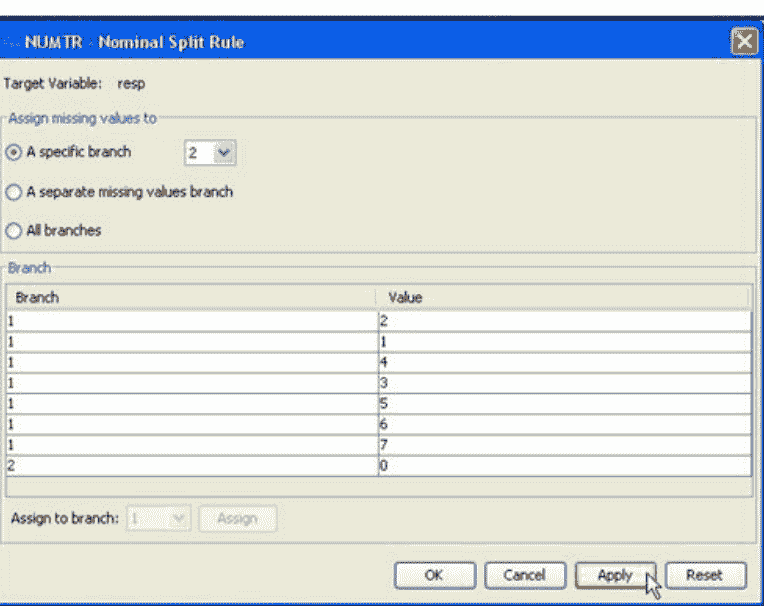 NUMTR - Nominal Split Rule
Target Variable: resp
Assign missing values to
A specific branch 2
A separate missing values branch
All branches
Branch
Branch Value
1 2
1 1
1 4
1 3
1 5
1 6
1 7
2 0
Assign to branch: 1 Assign
OK Cancel Apply Reset